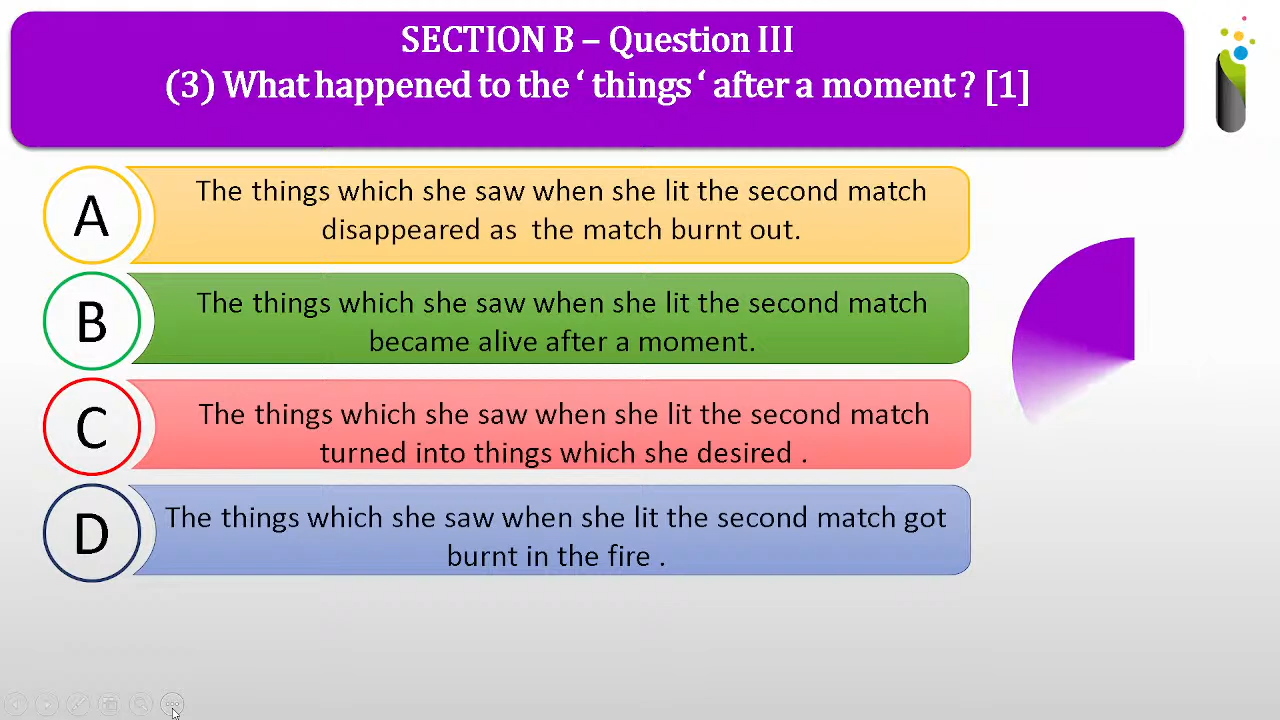 SECTION B – Question III
(3) What happened to the ‘ things ‘ after a moment ? [1]
A
The things which she saw when she lit the second match
disappeared as  the match burnt out.
B
The things which she saw when she lit the second match
became alive after a moment.
C
The things which she saw when she lit the second match
turned into things which she desired .
D
The things which she saw when she lit the second match got
burnt in the fire .